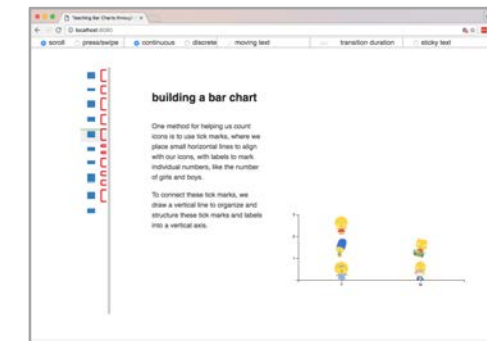 Teaching Bar Charts through
localhost:8080
scroll press/swipe continuous discrete moving text transition duration sticky text
building a bar chart
One method for helping us count
icons is to use tick marks, where we
place small horizontal lines to align
with our icons, with labels to mark
individual numbers, like the number
of girls and boys.
To connect these tick marks, we
draw a vertical line to organize and
structure these tick marks and labels
into a vertical axis.